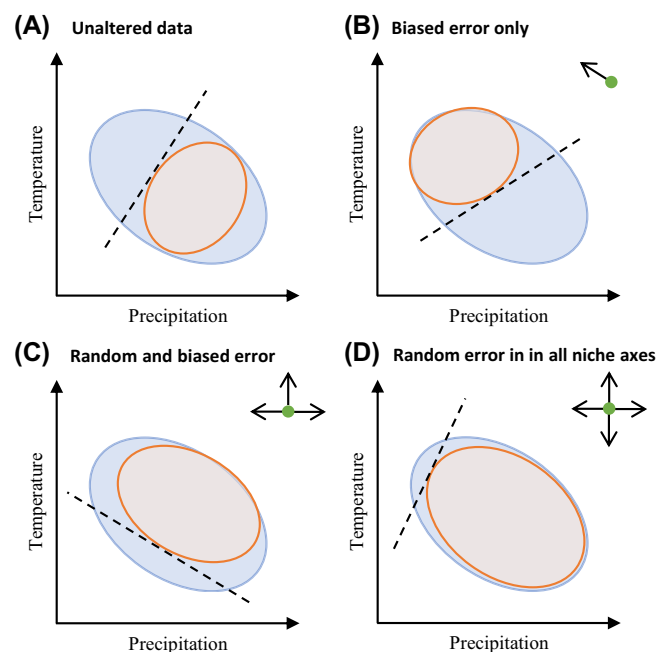 (A) Unaltered data
(B) Biased error only
Temperature
Temperature
Precipitation
Precipitation
(C) Random and biased error
(D) Random error in in all niche axes
Temperature
Temperature
Precipitation
Precipitation